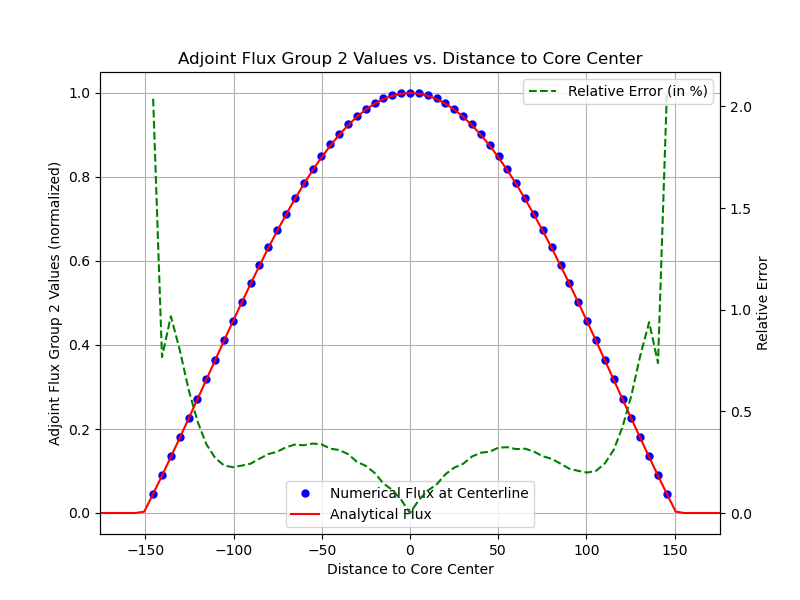 Adjoint Flux Group 2 Values vs. Distance to Core Center
Relative Error (in %)
Adjoint Flux Group 2 Values (normalized)
1.0
0.8
0.6
0.4
0.2
0.0
2.0
1.5
1.0
0.5
0.0
Relative Error
Numerical Flux at Centerline
Analytical Flux
−150
−100
−50
0
50
100
150
Distance to Core Center